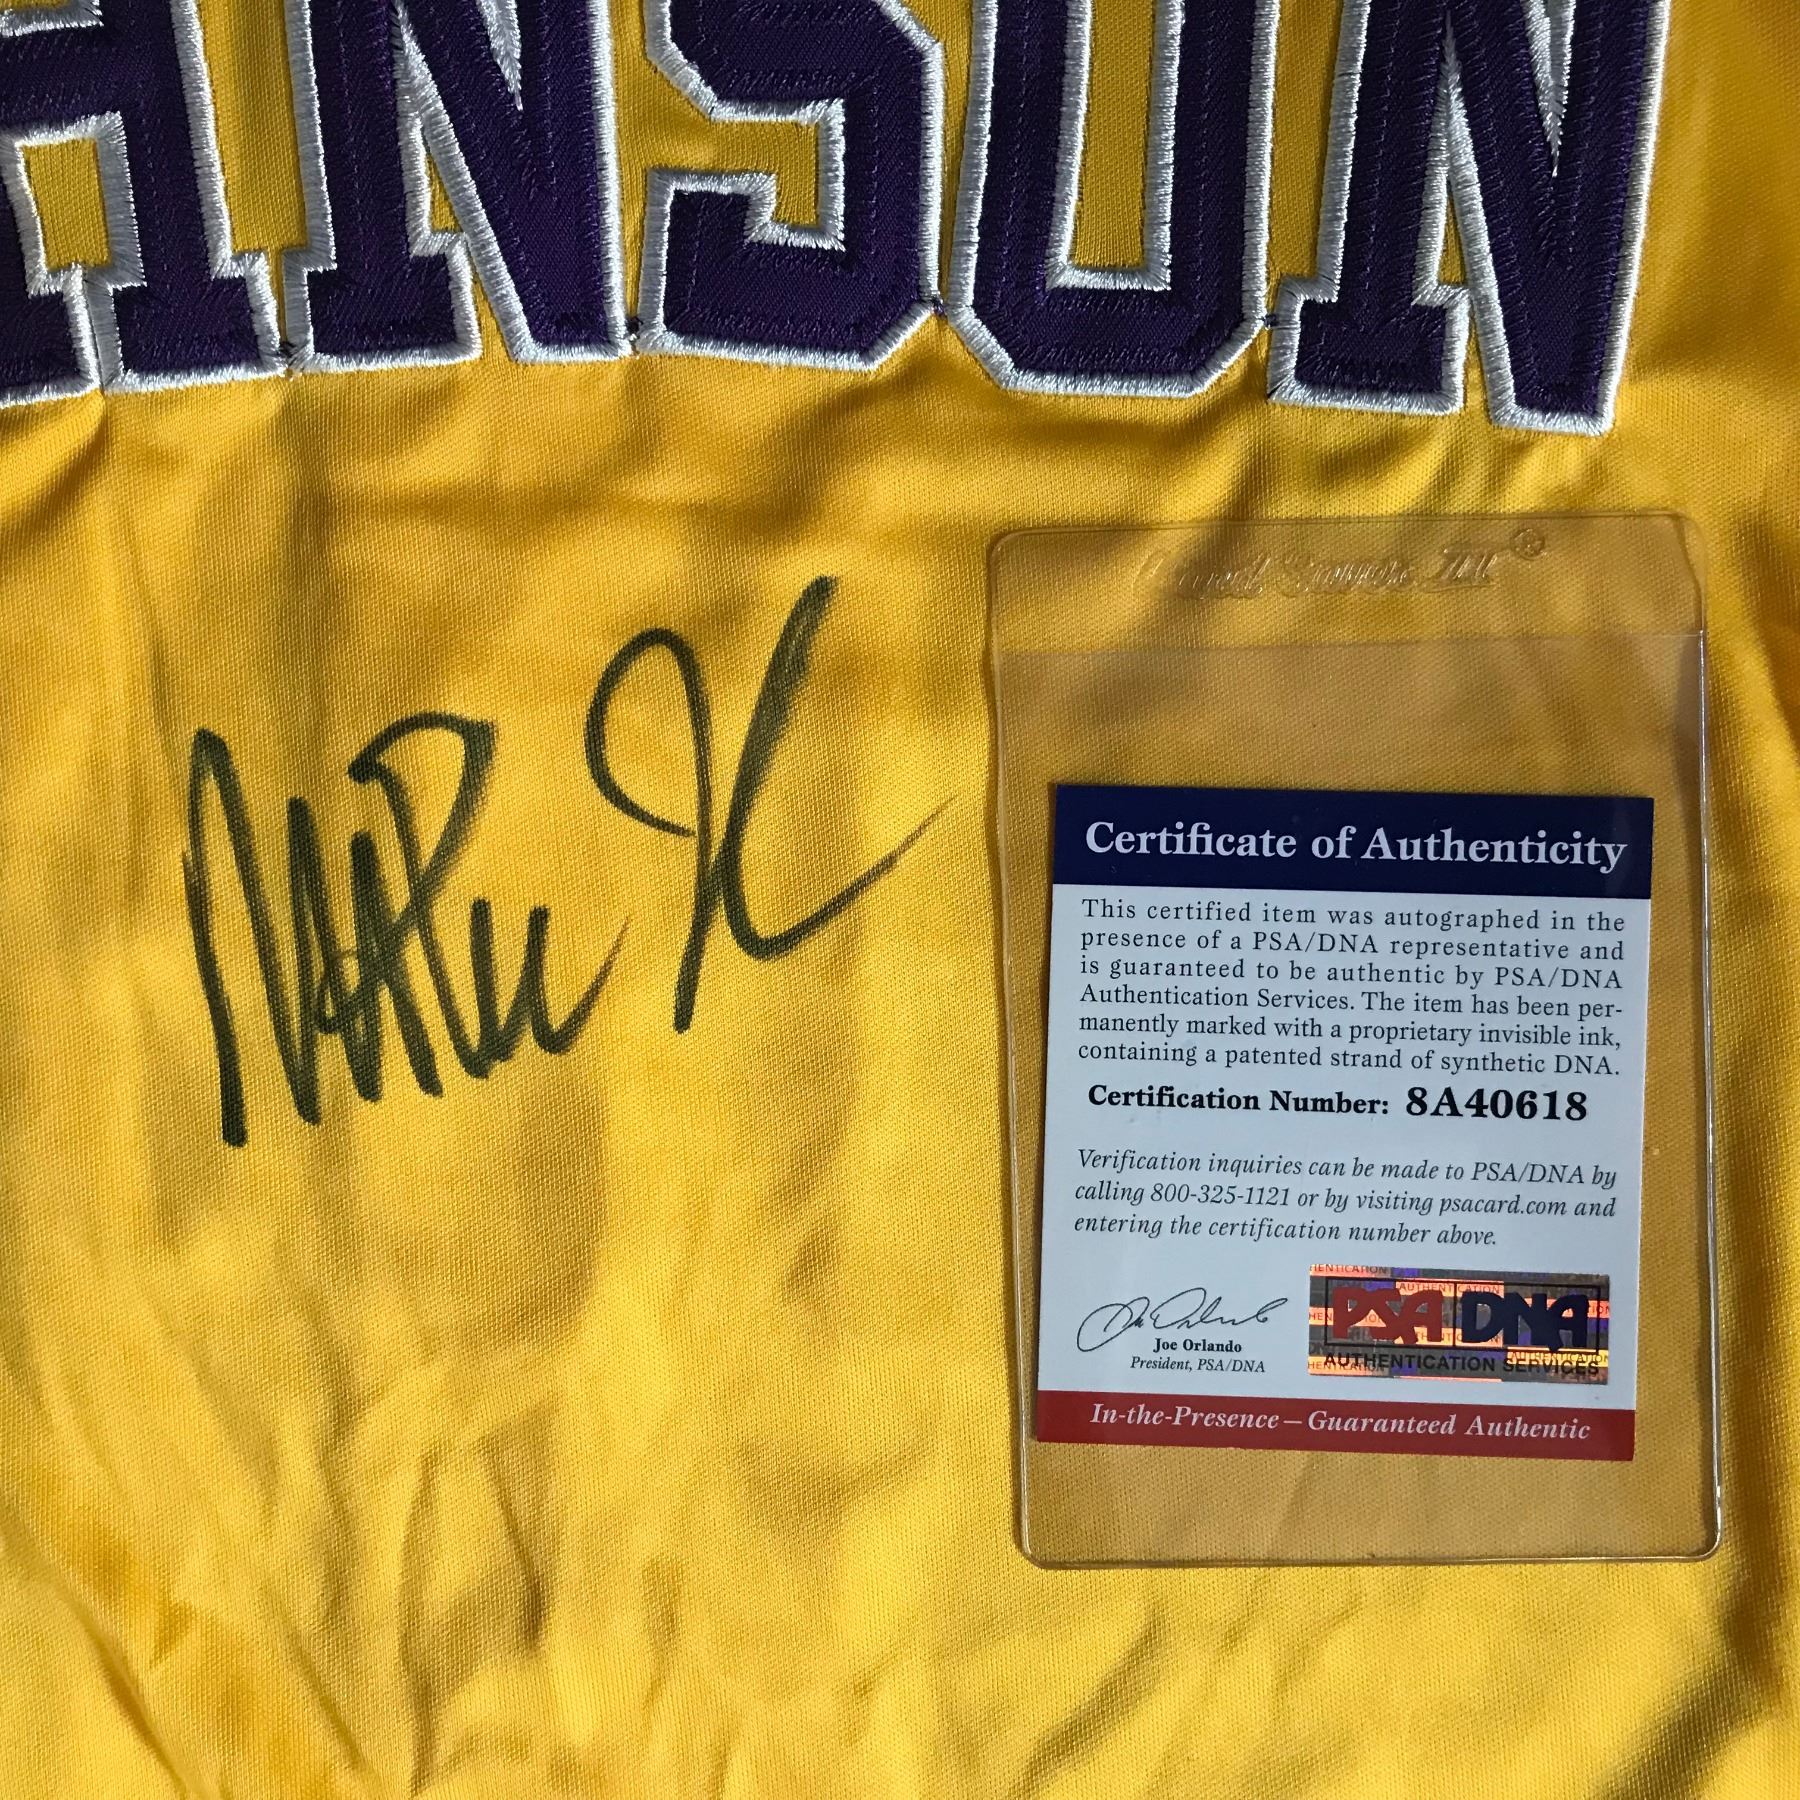 HNSON
Certificate of Authenticity
This certified item was autographed in the
presence of a PSA/DNA representative and
is guaranteed to be authentic by PSA/DNA
Authentication Services. The item has been per-
manently marked with a proprietary invisible ink,
containing a patented strand of synthetic DNA.
Certification Number: 8A40618
Verification inquiries can be made to PSA/DNA by
calling 800-325-1121 or by visiting psacard.com and
entering the certification number above.
Joe Orlando
President, PSA/DNA
PSA DNA
AUTHENTICATION SERVICES
In-the-Presence—Guaranteed Authentic